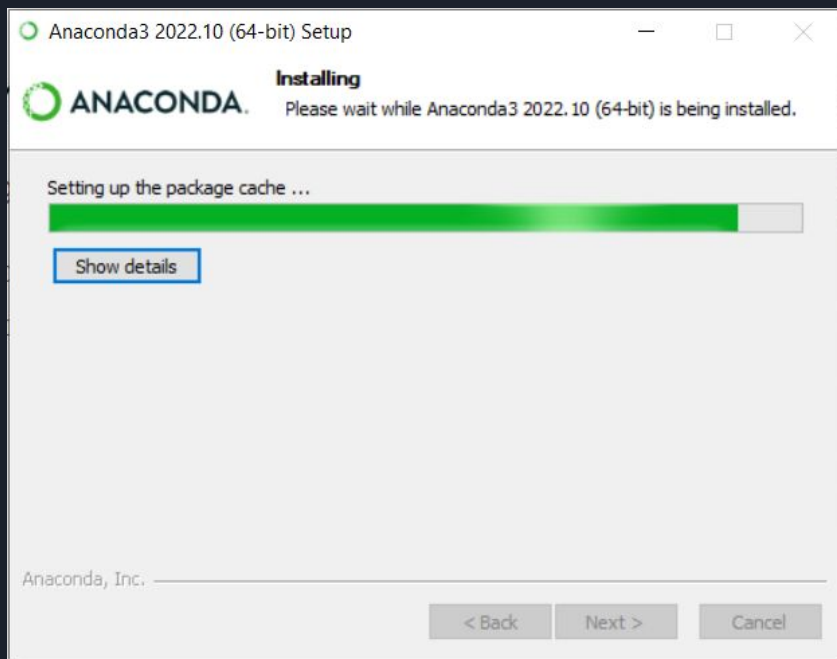 Anaconda3 2022.10 (64-bit) Setup
ANACONDA.
Installing
Please wait while Anaconda3 2022.10 (64-bit) is being installed.
Setting up the package cache ...
Show details
Anaconda, Inc.
< Back Next > Cancel